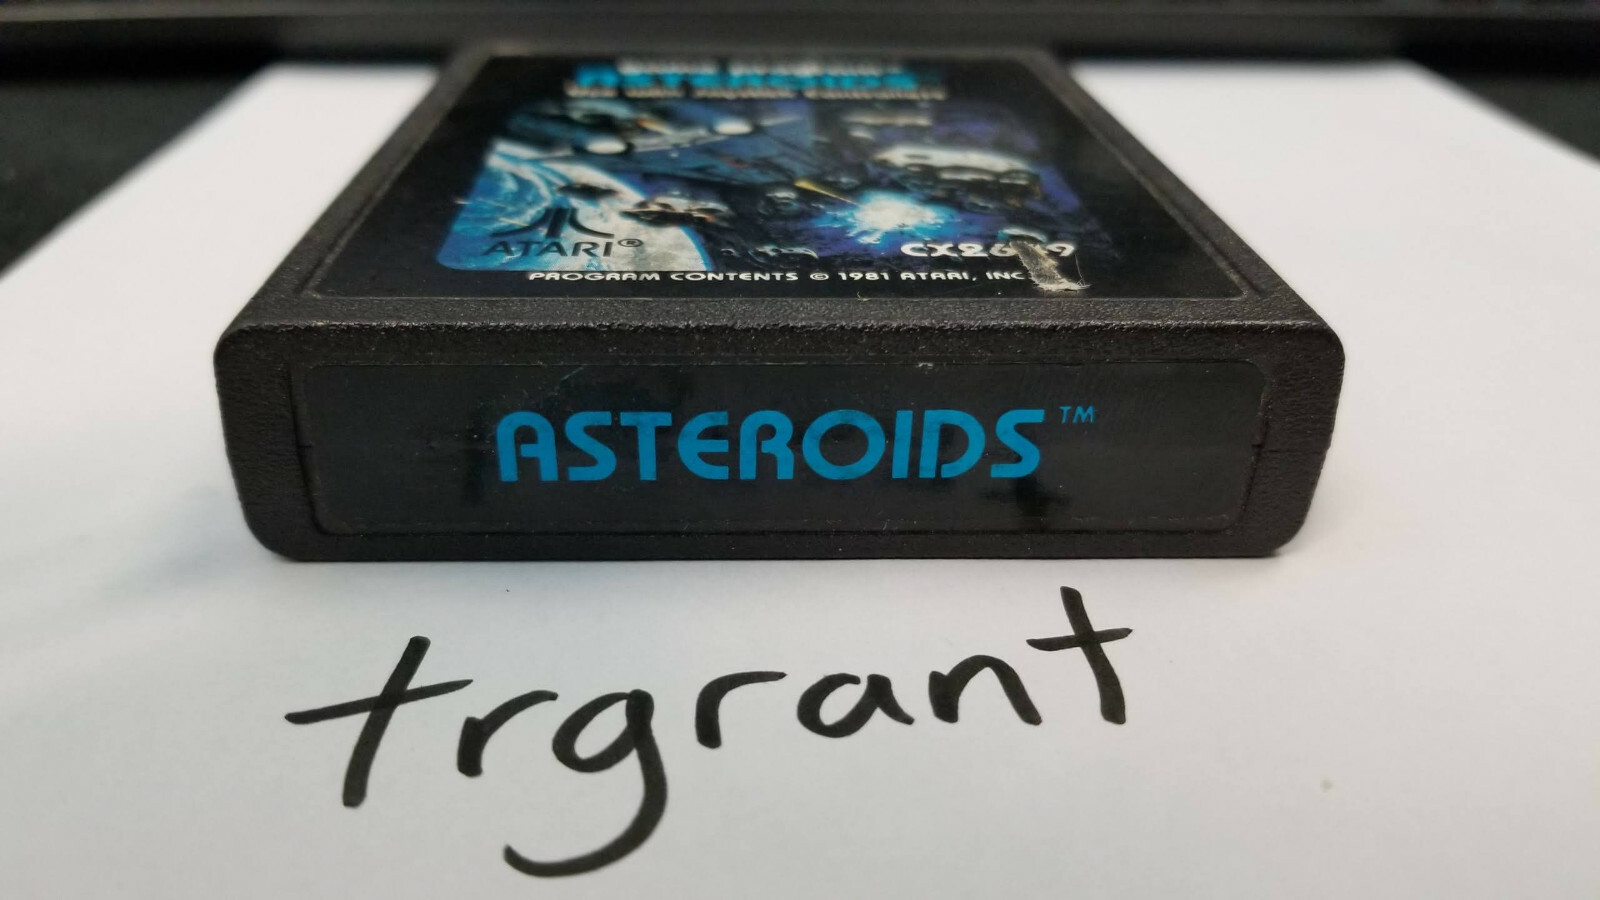 ASTEROIDS
ATARI®
PROGRAM CONTENTS © 1981 ATARI, INC
ASTEROIDS™
trgrant